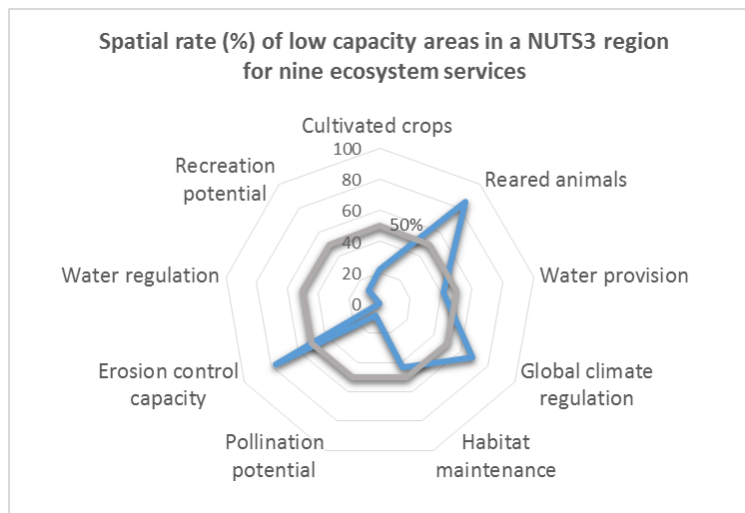 Spatial rate (%) of low capacity areas in a NUTS3 region
for nine ecosystem services
Cultivated crops
Reared animals
Water provision
Global climate
regulation
Habitat
maintenance
Pollination
potential
Erosion control
capacity
Water regulation
Recreation
potential
100
80
60
40
20
0
50%